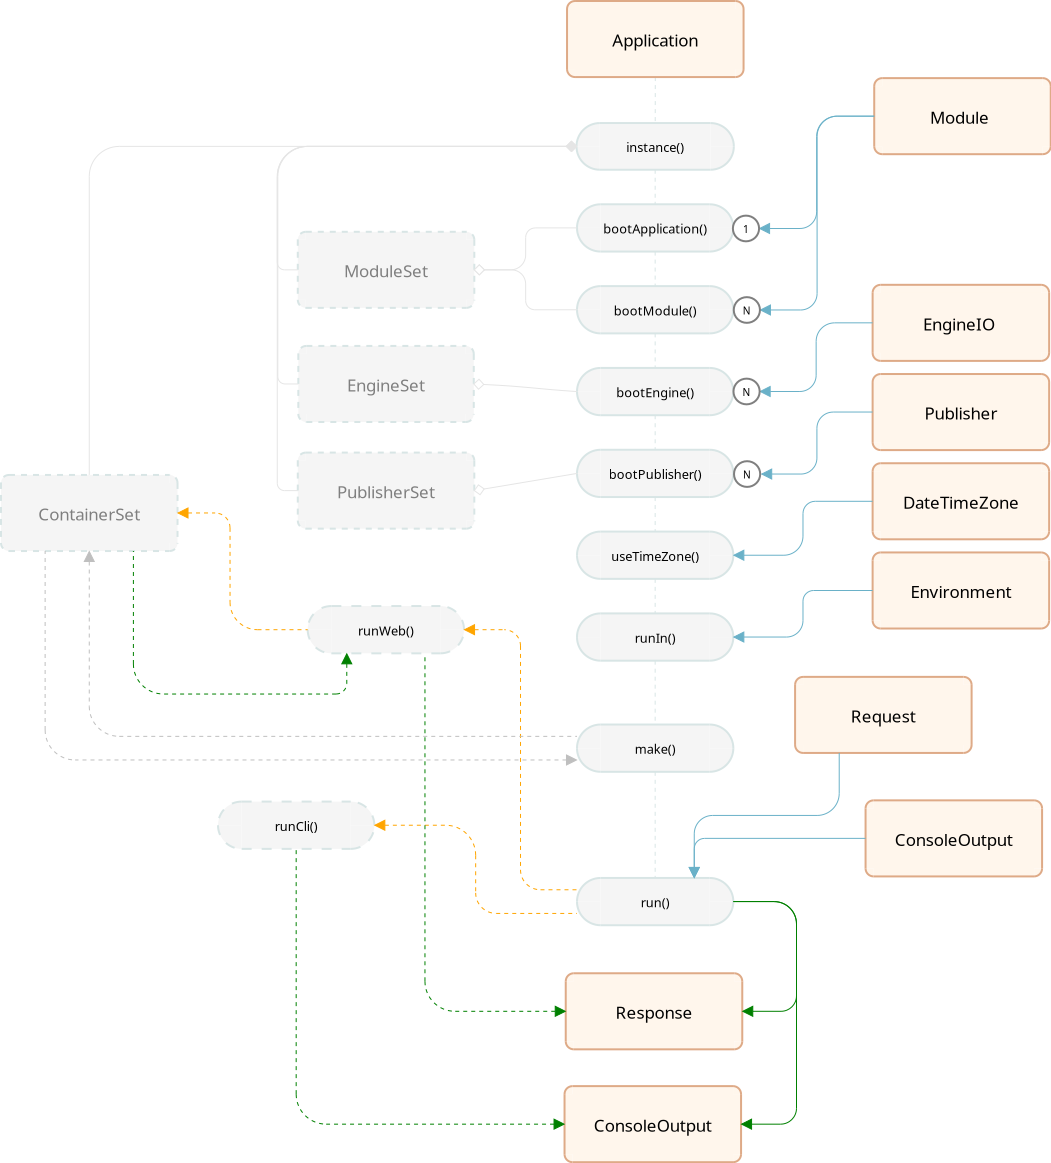 Application
Module
instance()
bootApplication()
1
ModuleSet
bootModule()
N
EngineIO
EngineSet
bootEngine()
N
Publisher
PublisherSet
bootPublisher()
N
DateTimeZone
ContainerSet
useTimeZone()
Environment
runWeb()
runIn()
Request
make()
runCli()
ConsoleOutput
run()
Response
ConsoleOutput